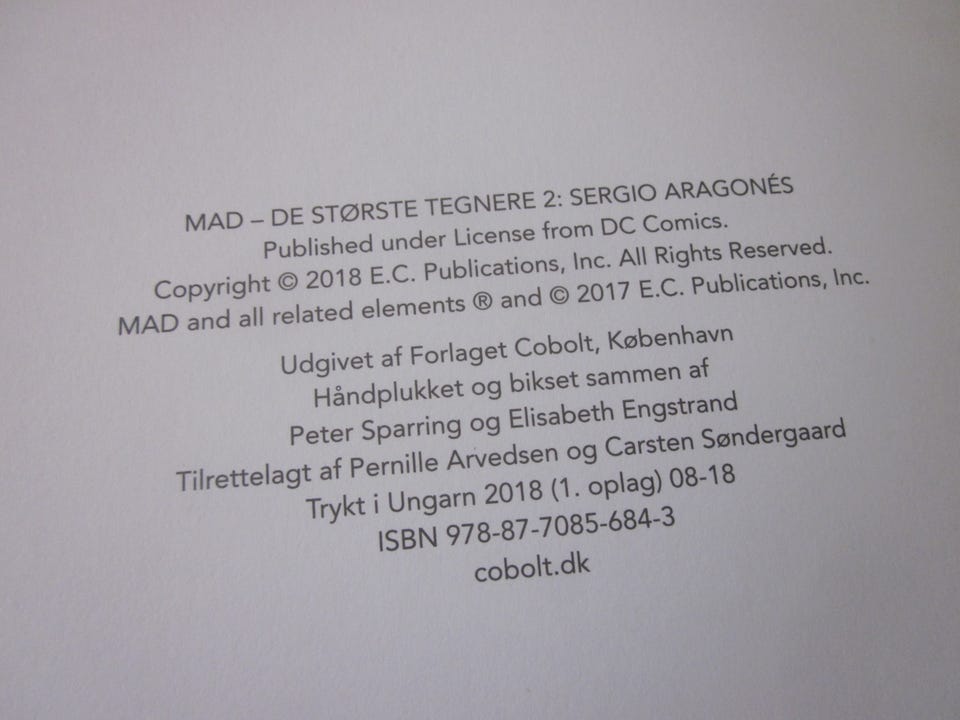 MAD – DE STØRSTE TEGNERE 2: SERGIO ARAGONÉS
Published under License from DC Comics.
Copyright © 2018 E.C. Publications, Inc. All Rights Reserved.
MAD and all related elements ® and © 2017 E.C. Publications, Inc.
Udgivet af Forlaget Cobolt, København
Håndplukket og bikset sammen af
Peter Sparring og Elisabeth Engstrand
Tilrettelagt af Pernille Arvedsen og Carsten Søndergaard
Trykt i Ungarn 2018 (1. oplag) 08-18
ISBN 978-87-7085-684-3
cobolt.dk